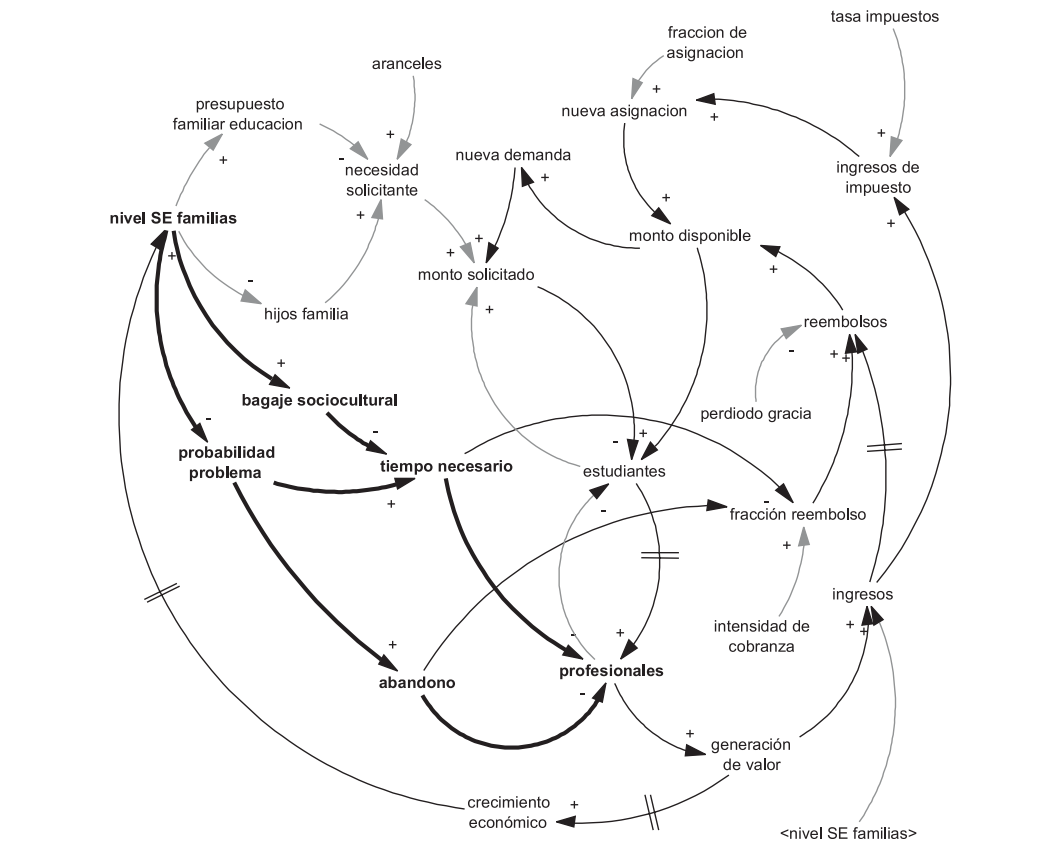 tasa impuestos
fraccion de
asignacion
aranceles
presupuesto
familiar educacion
+
nueva asignacion
+
+
+
-
nueva demanda
+
+
necesidad
solicitante
ingresos de
impuesto
+
+
nivel SE familias
+
+
monto disponible
+
+
+
-
monto solicitado
+
hijos familia
+
reembolsos
-
+
+
+
bagaje sociocultural
perdiodo gracia
-
-
-
+
probabilidad
problema
tiempo necesario
estudiantes
+
-
-
fracción reembolso
+
ingresos
+
+
intensidad de
cobranza
+
-
+
abandono
profesionales
-
+
generación
de valor
crecimiento
económico
+
<nivel SE familias>